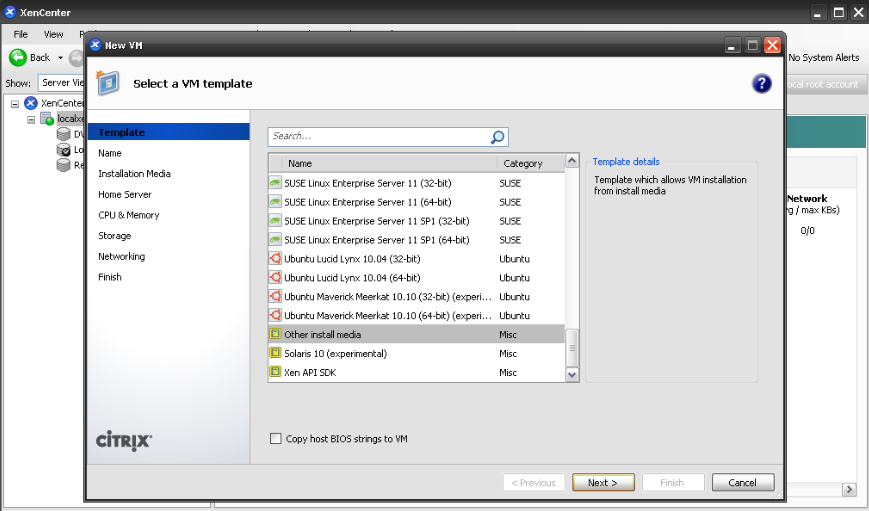 XenCenter
File View
Back
No System Alerts
Show: Server Vie
ocal root account
XenCenter
localxe
DV
Lo
Re
Network
g / max KBs)
0/0
New VM
Select a VM template
Template
Name
Installation Media
Home Server
CPU & Memory
Storage
Networking
Finish
CITRIX
Search...
Name Category
SUSE Linux Enterprise Server 11 (32-bit) SUSE
SUSE Linux Enterprise Server 11 (64-bit) SUSE
SUSE Linux Enterprise Server 11 SP1 (32-bit) SUSE
SUSE Linux Enterprise Server 11 SP1 (64-bit) SUSE
Ubuntu Lucid Lynx 10.04 (32-bit) Ubuntu
Ubuntu Lucid Lynx 10.04 (64-bit) Ubuntu
Ubuntu Maverick Meerkat 10.10 (32-bit) (experi... Ubuntu
Ubuntu Maverick Meerkat 10.10 (64-bit) (experi... Ubuntu
Other install media Misc
Solaris 10 (experimental) Misc
Xen API SDK Misc
Template details
Template which allows VM installation
from install media
Copy host BIOS strings to VM
< Previous Next > Finish Cancel